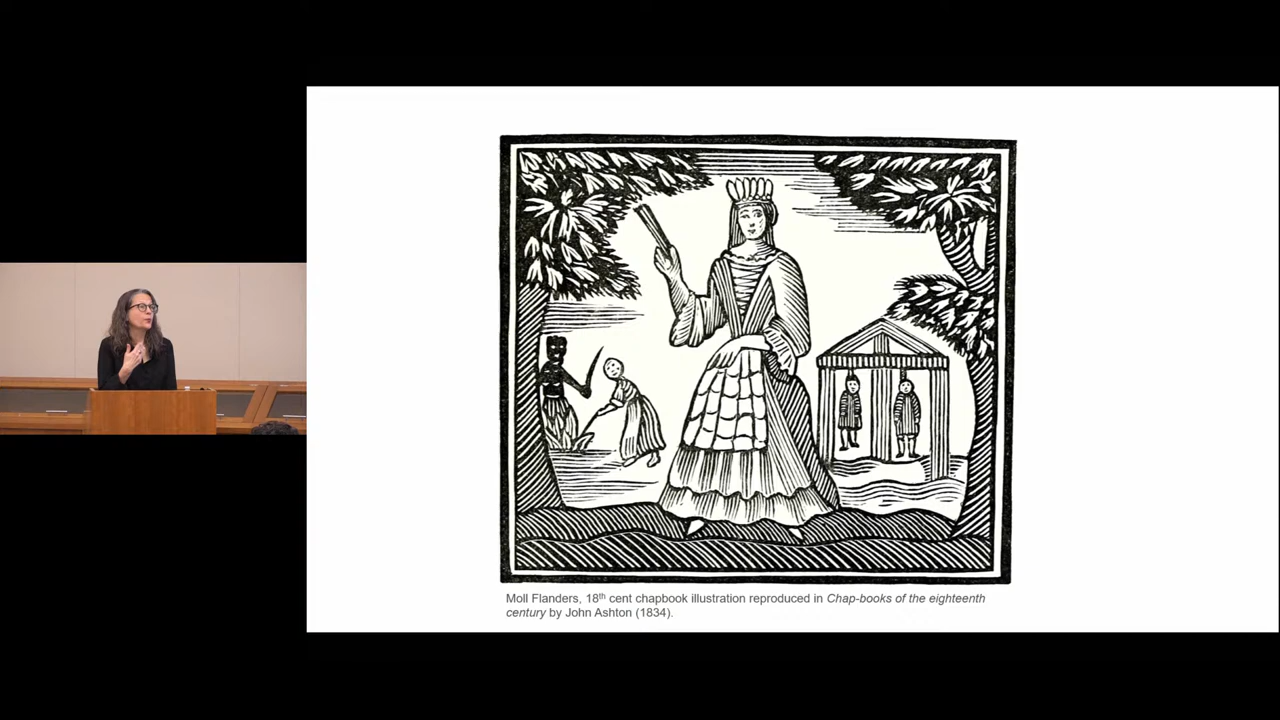 Moll Flanders, 18th cent chapbook illustration reproduced in Chap-books of the eighteenth
century by John Ashton (1834).